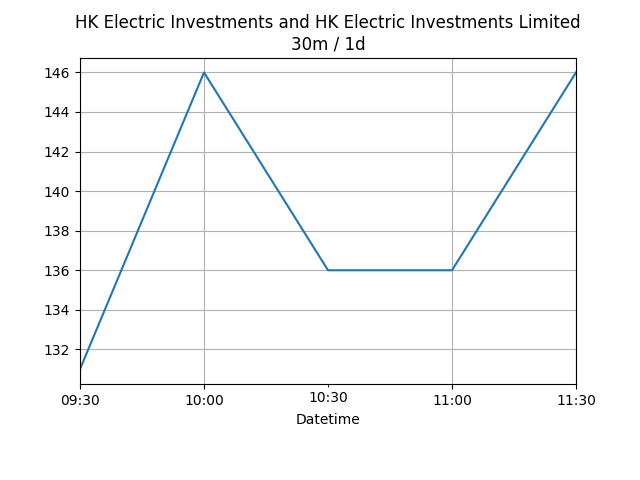 HK Electric Investments and HK Electric Investments Limited
30m / 1d
146
144
142
140
138
136
134
132
09:30 10:00 10:30 11:00 11:30
Datetime